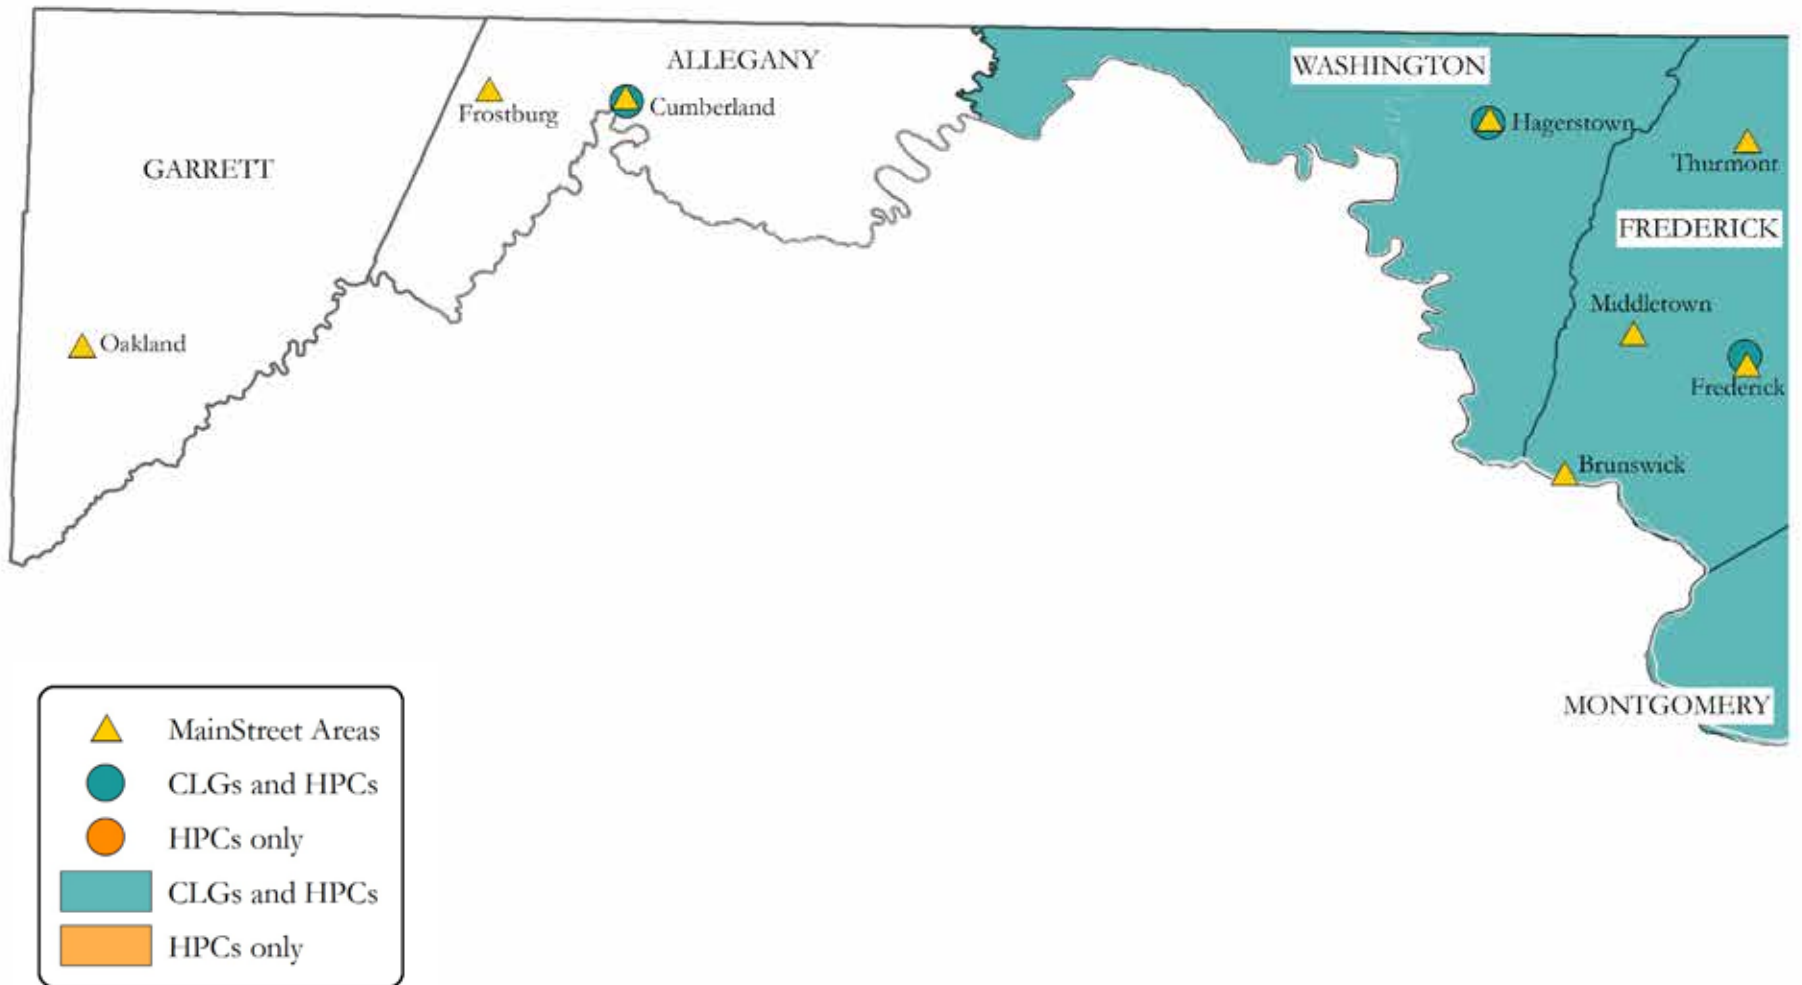 ALLEGANY
WASHINGTON
Frostburg
Cumberland
Hagerstown
GARRETT
Thurmont
FREDERICK
Middletown
Oakland
Frederick
Brunswick
MONTGOMERY
MainStreet Areas
CLGs and HPCs
HPCs only
CLGs and HPCs
HPCs only